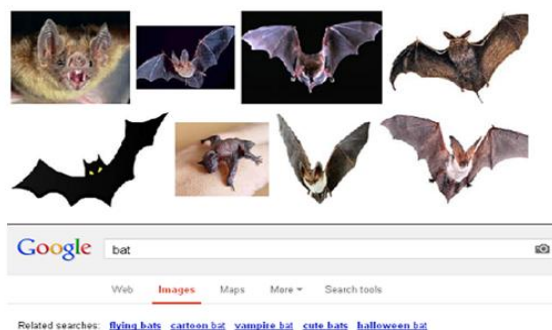 Google bat
Web Images Maps More Search tools
Related searches: flying bats cartoon bat vampire bat cute bats halloween bat